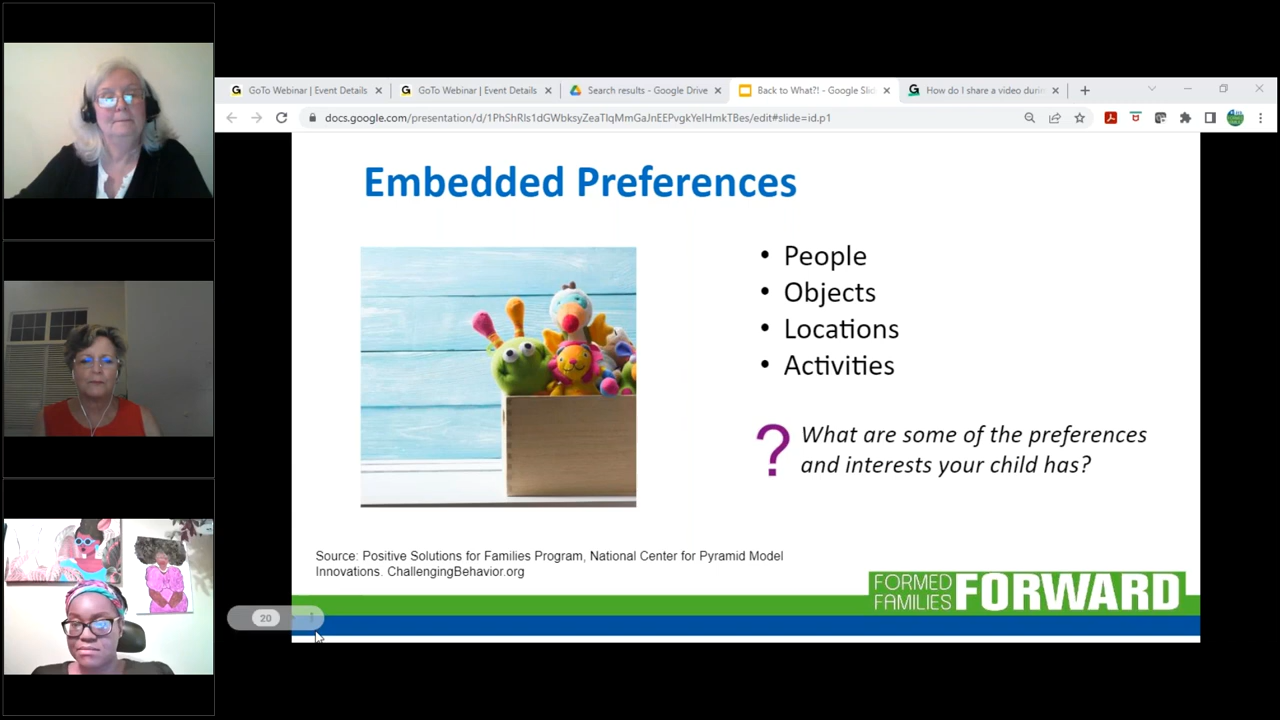 GoTo Webinar | Event Details
GoTo Webinar | Event Details
Search results - Google Drive
Back to What?! - Google Slid
How do I share a video durin
docs.google.com/presentation/d/1PhShRls1dGWbksyZeaTlqMmGaJnEEPvgkYelHmkTBes/edit#slide=id.p1
Embedded Preferences
• People
• Objects
• Locations
• Activities
? What are some of the preferences
and interests your child has?
Source: Positive Solutions for Families Program, National Center for Pyramid Model
Innovations. ChallengingBehavior.org
FORMED
FAMILIES
FORWARD
20